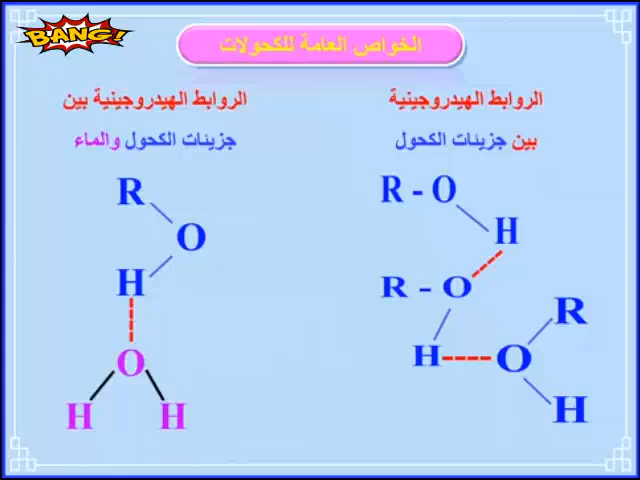 BANG!
الخواص العامة للكحولات
الروابط الهيدروجينية
بين جزيئات الكحول
R - O
H
R - O
R
H
O
H
الروابط الهيدروجينية بين
جزيئات الكحول والماء
R
O
H
O
H H